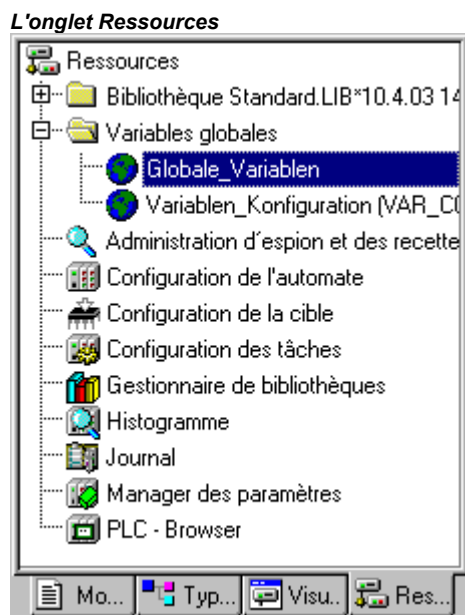 L'onglet Ressources
Ressources
Bibliothèque Standard.LIB*10.4.03 14
Variables globales
Globale_Variablen
Variablen_Konfiguration (VAR_CO
Administration d´espion et des recette
Configuration de l'automate
Configuration de la cible
Configuration des tâches
Gestionnaire de bibliothèques
Histogramme
Journal
Manager des paramètres
PLC - Browser
Mo... Typ... Visu.. Res...